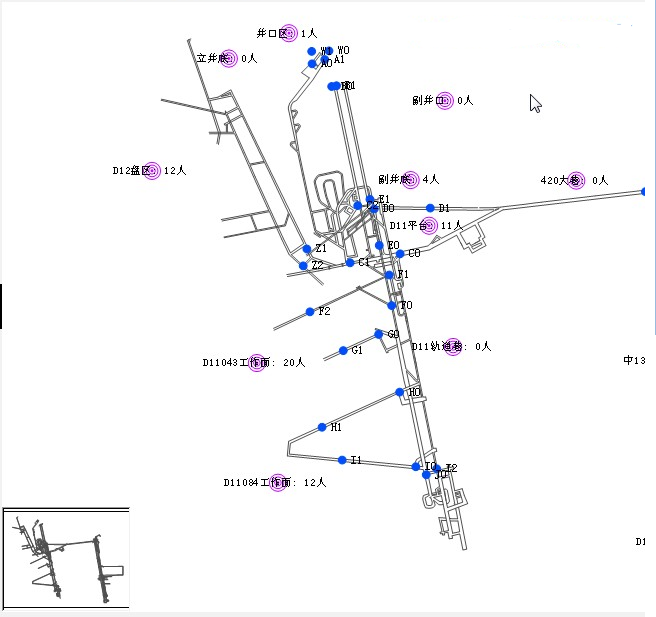 井口区: 1人
W1
W0
立井底: 0人
A0
A1
B1
副井口: 0人
D12盘区: 12人
副井底: 4人
420大巷: 0人
E1
D0
D1
D11平台: 11人
Z1
E0
C0
Z2
C1
F1
F2
F0
G0
G1
D11轨道巷: 0人
D11043工作面: 20人
中13
H0
H1
I1
I0
I2
J0
D11084工作面: 12人
D1